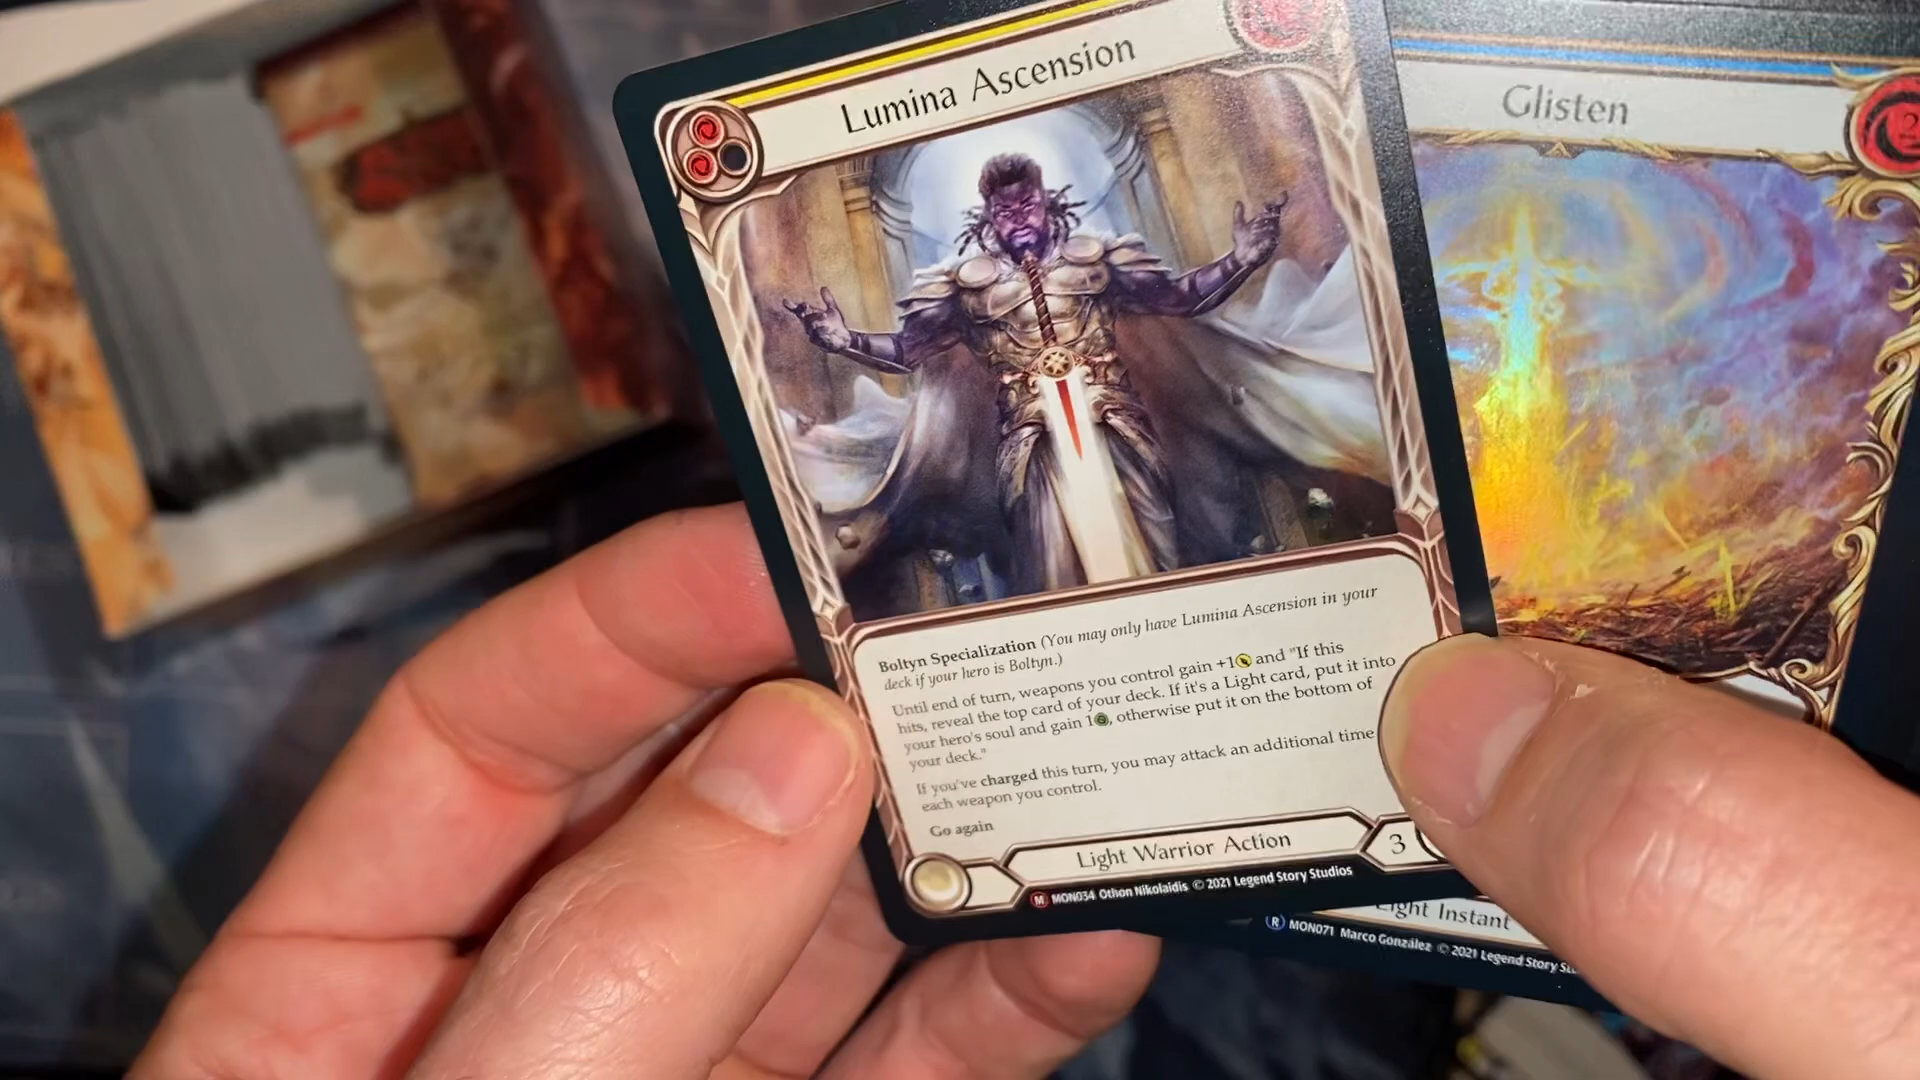 Lumina Ascension
Boltyn Specialization (You may only have Lumina Ascension in your
deck if your hero is Boltyn.)
Until end of turn, weapons you control gain +1 and "If this
hits, reveal the top card of your deck. If it's a Light card, put it into
your hero's soul and gain 1, otherwise put it on the bottom of
your deck."
If you've charged this turn, you may attack an additional time
each weapon you control.
Go again
Light Warrior Action
3
M MON034 Othon Nikolaidis © 2021 Legend Story Studios
Glisten
2
Light Instant
R MON071 Marco González © 2021 Legend Story